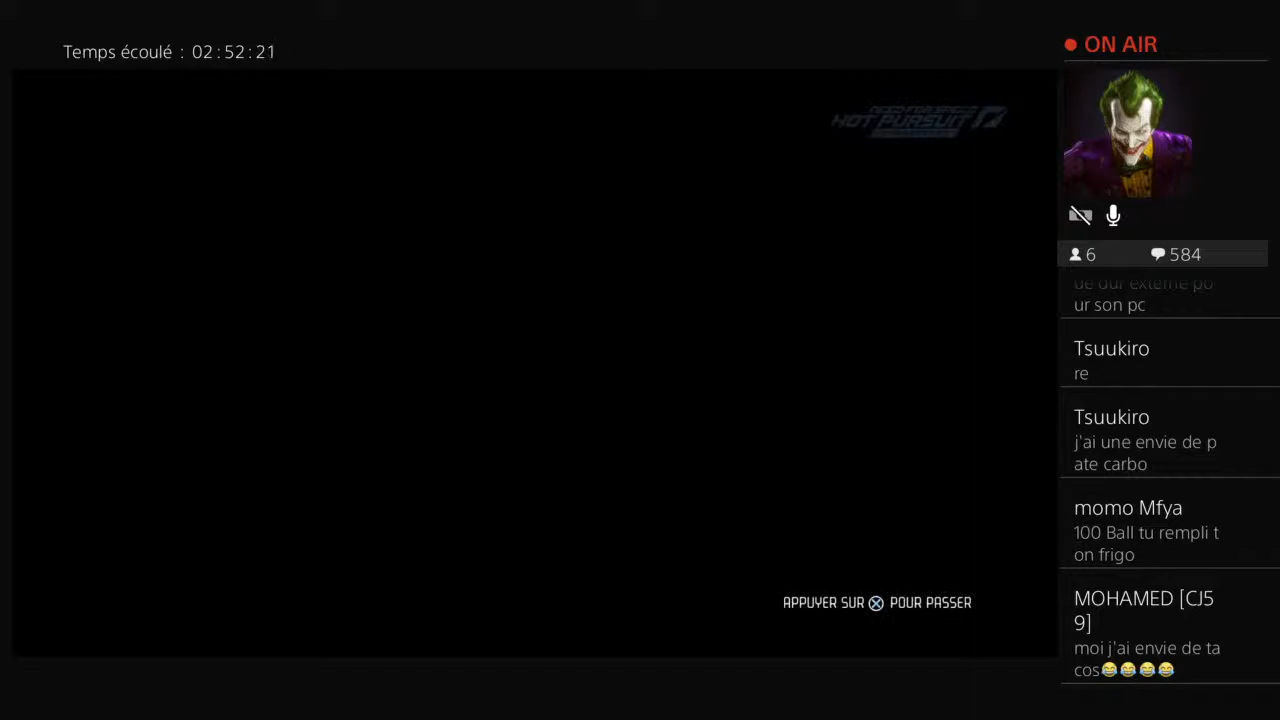 Temps écoulé : 02:52:21
ON AIR
HOT PURSUIT
6 584
ur son pc
Tsuukiro
re
Tsuukiro
j'ai une envie de p
ate carbo
momo Mfya
100 Ball tu rempli t
on frigo
MOHAMED [CJ5
9]
moi j'ai envie de ta
cos😂😂😂😂
APPUYER SUR POUR PASSER